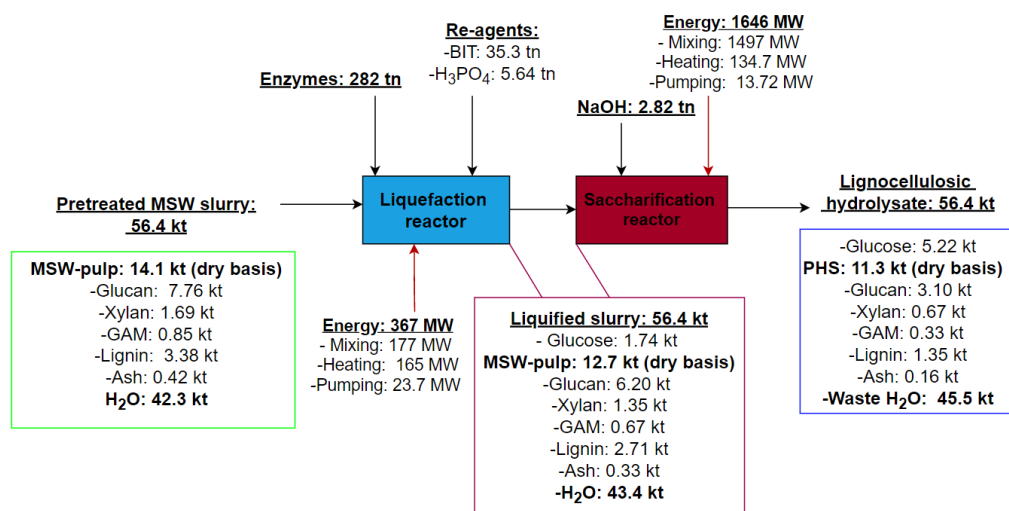 Energy: 1646 MW
- Mixing: 1497 MW
-Heating: 134.7 MW
-Pumping: 13.72 MW
Re-agents:
-BIT: 35.3 tn
-H₃PO₄: 5.64 tn
Enzymes: 282 tn
NaOH: 2.82 tn
Liquefaction
reactor
Saccharification
reactor
Pretreated MSW slurry:
56.4 kt
Lignocellulosic
hydrolysate: 56.4 kt
MSW-pulp: 14.1 kt (dry basis)
-Glucan: 7.76 kt
-Xylan: 1.69 kt
-GAM: 0.85 kt
-Lignin: 3.38 kt
-Ash: 0.42 kt
H₂O: 42.3 kt
Energy: 367 MW
- Mixing: 177 MW
-Heating: 165 MW
-Pumping: 23.7 MW
Liquified slurry: 56.4 kt
- Glucose: 1.74 kt
MSW-pulp: 12.7 kt (dry basis)
-Glucan: 6.20 kt
-Xylan: 1.35 kt
-GAM: 0.67 kt
-Lignin: 2.71 kt
-Ash: 0.33 kt
-H₂O: 43.4 kt
-Glucose: 5.22 kt
PHS: 11.3 kt (dry basis)
-Glucan: 3.10 kt
-Xylan: 0.67 kt
-GAM: 0.33 kt
-Lignin: 1.35 kt
-Ash: 0.16 kt
-Waste H₂O: 45.5 kt